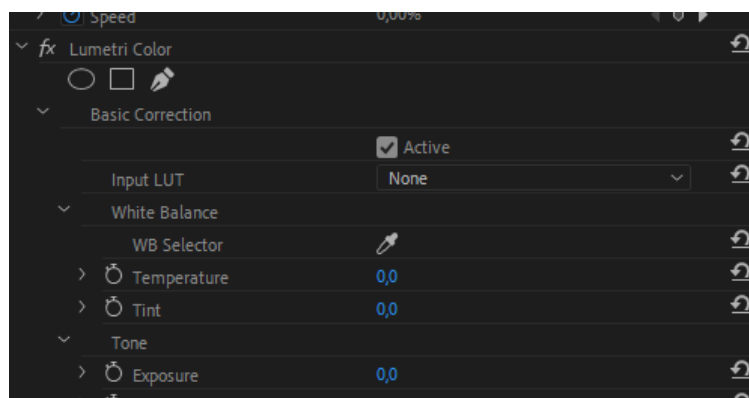 Speed 0,00%
fx Lumetri Color
Basic Correction
Active
Input LUT None
White Balance
WB Selector
Temperature 0,0
Tint 0,0
Tone
Exposure 0,0